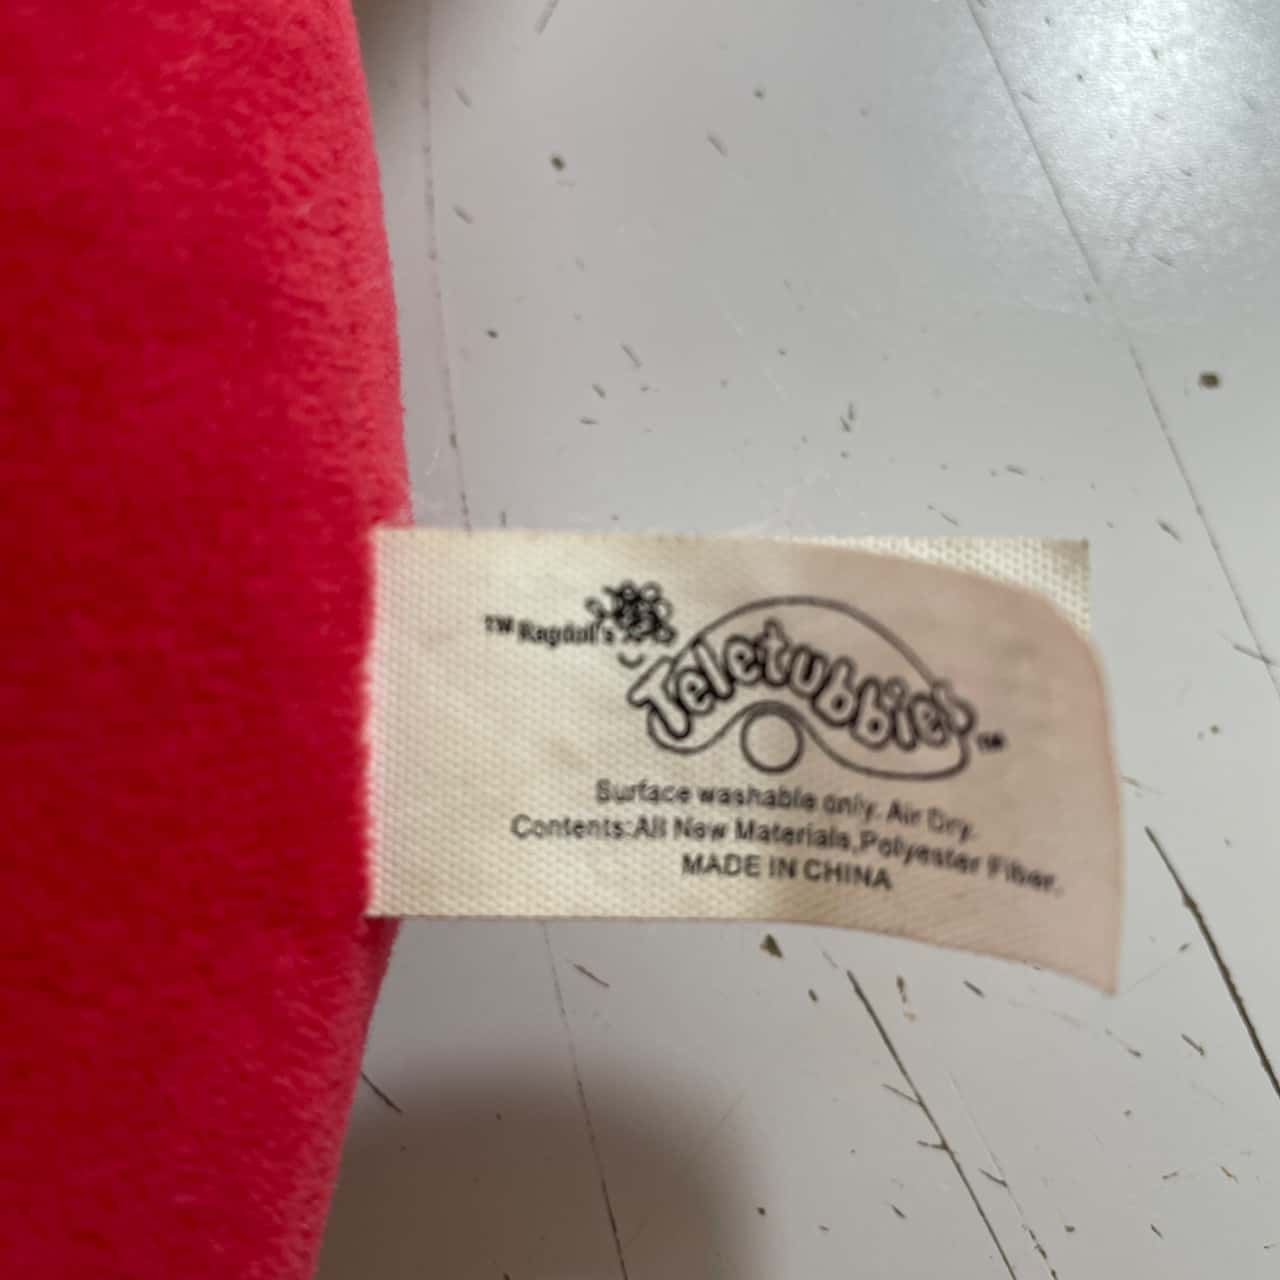 ™ Ragdoll's
Teletubbies ™
Surface washable only. Air Dry.
Contents:All New Materials,Polyester Fiber.
MADE IN CHINA